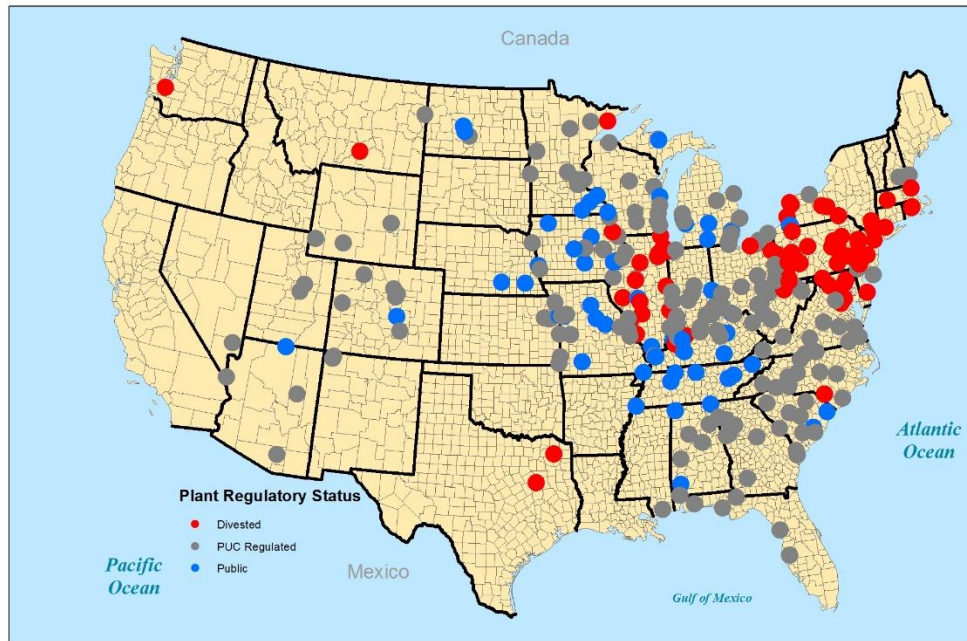 Canada
Atlantic
Ocean
Plant Regulatory Status
Divested
PUC Regulated
Public
Pacific
Ocean
Mexico
Gulf of Mexico